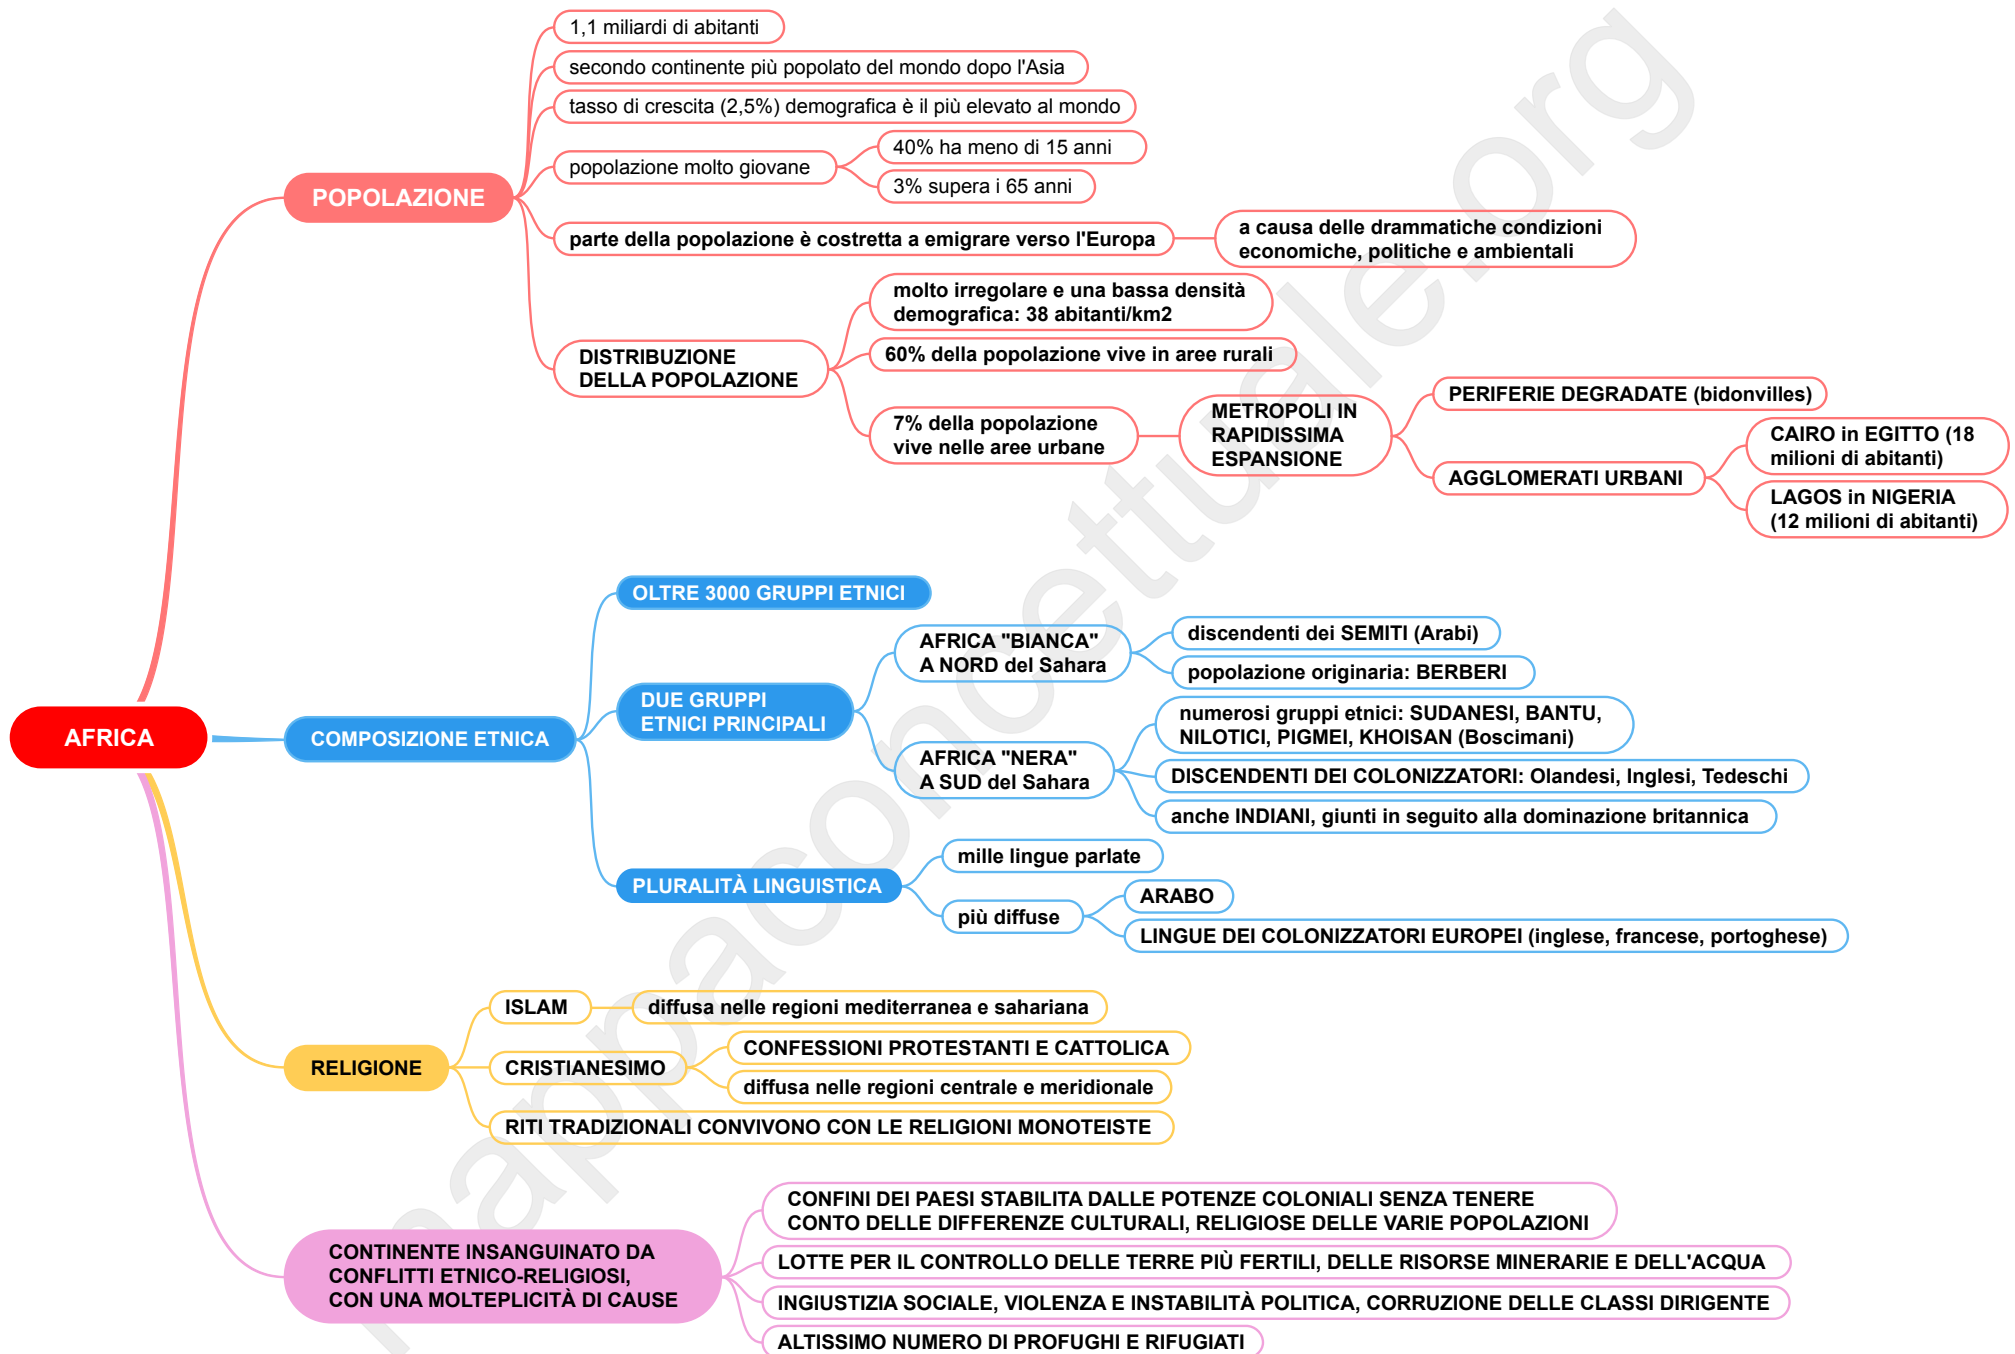 1,1 miliardi di abitanti
secondo continente più popolato del mondo dopo l'Asia
tasso di crescita (2,5%) demografica è il più elevato al mondo
popolazione molto giovane
40% ha meno di 15 anni
3% supera i 65 anni
POPOLAZIONE
parte della popolazione è costretta a emigrare verso l'Europa
a causa delle drammatiche condizioni
economiche, politiche e ambientali
DISTRIBUZIONE
DELLA POPOLAZIONE
molto irregolare e una bassa densità
demografica: 38 abitanti/km2
60% della popolazione vive in aree rurali
7% della popolazione
vive nelle aree urbane
METROPOLI IN
RAPIDISSIMA
ESPANSIONE
PERIFERIE DEGRADATE (bidonvilles)
AGGLOMERATI URBANI
CAIRO in EGITTO (18
milioni di abitanti)
LAGOS in NIGERIA
(12 milioni di abitanti)
AFRICA
COMPOSIZIONE ETNICA
OLTRE 3000 GRUPPI ETNICI
DUE GRUPPI
ETNICI PRINCIPALI
AFRICA "BIANCA"
A NORD del Sahara
discendenti dei SEMITI (Arabi)
popolazione originaria: BERBERI
AFRICA "NERA"
A SUD del Sahara
numerosi gruppi etnici: SUDANESI, BANTU,
NILOTICI, PIGMEI, KHOISAN (Boscimani)
DISCENDENTI DEI COLONIZZATORI: Olandesi, Inglesi, Tedeschi
anche INDIANI, giunti in seguito alla dominazione britannica
PLURALITÀ LINGUISTICA
mille lingue parlate
più diffuse
ARABO
LINGUE DEI COLONIZZATORI EUROPEI (inglese, francese, portoghese)
RELIGIONE
ISLAM
diffusa nelle regioni mediterranea e sahariana
CRISTIANESIMO
CONFESSIONI PROTESTANTI E CATTOLICA
diffusa nelle regioni centrale e meridionale
RITI TRADIZIONALI CONVIVONO CON LE RELIGIONI MONOTEISTE
CONTINENTE INSANGUINATO DA
CONFLITTI ETNICO-RELIGIOSI,
CON UNA MOLTEPLICITÀ DI CAUSE
CONFINI DEI PAESI STABILITA DALLE POTENZE COLONIALI SENZA TENERE
CONTO DELLE DIFFERENZE CULTURALI, RELIGIOSE DELLE VARIE POPOLAZIONI
LOTTE PER IL CONTROLLO DELLE TERRE PIÙ FERTILI, DELLE RISORSE MINERARIE E DELL'ACQUA
INGIUSTIZIA SOCIALE, VIOLENZA E INSTABILITÀ POLITICA, CORRUZIONE DELLE CLASSI DIRIGENTE
ALTISSIMO NUMERO DI PROFUGHI E RIFUGIATI
mappaconcettuale.org